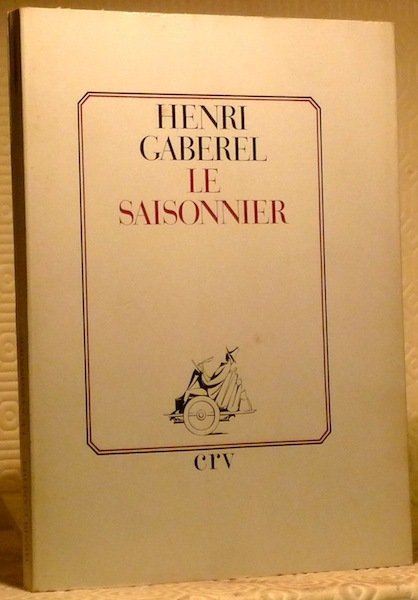 HENRI
GABEREL
LE
SAISONNIER
crv